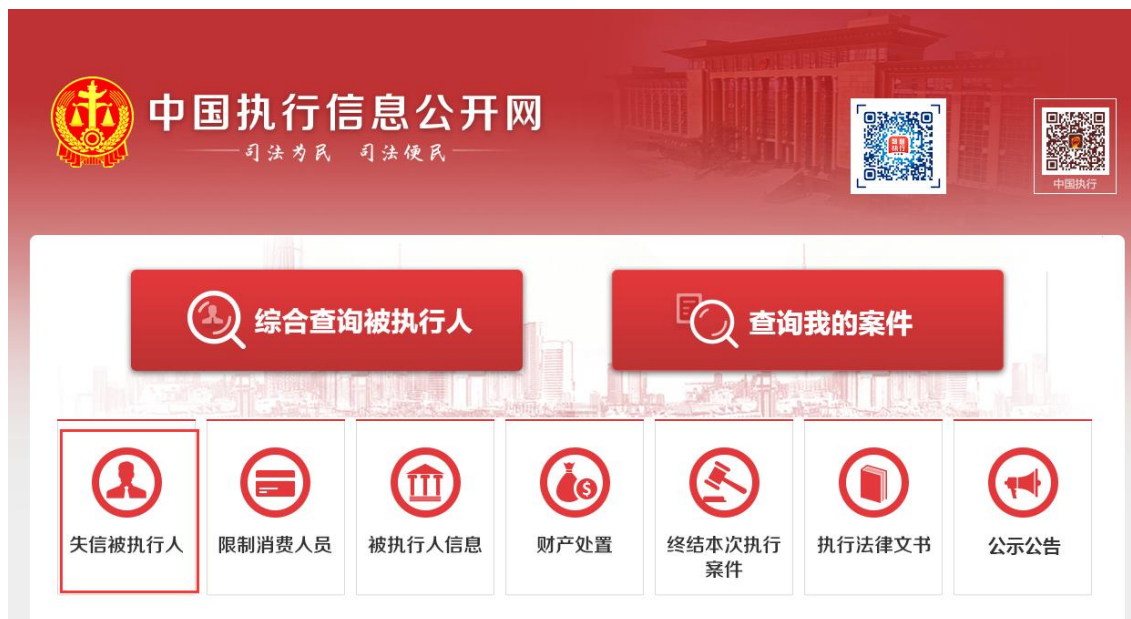 中国执行信息公开网
司法为民 司法便民
中国执行
综合查询被执行人
查询我的案件
失信被执行人
限制消费人员
被执行人信息
财产处置
终结本次执行
案件
执行法律文书
公示公告